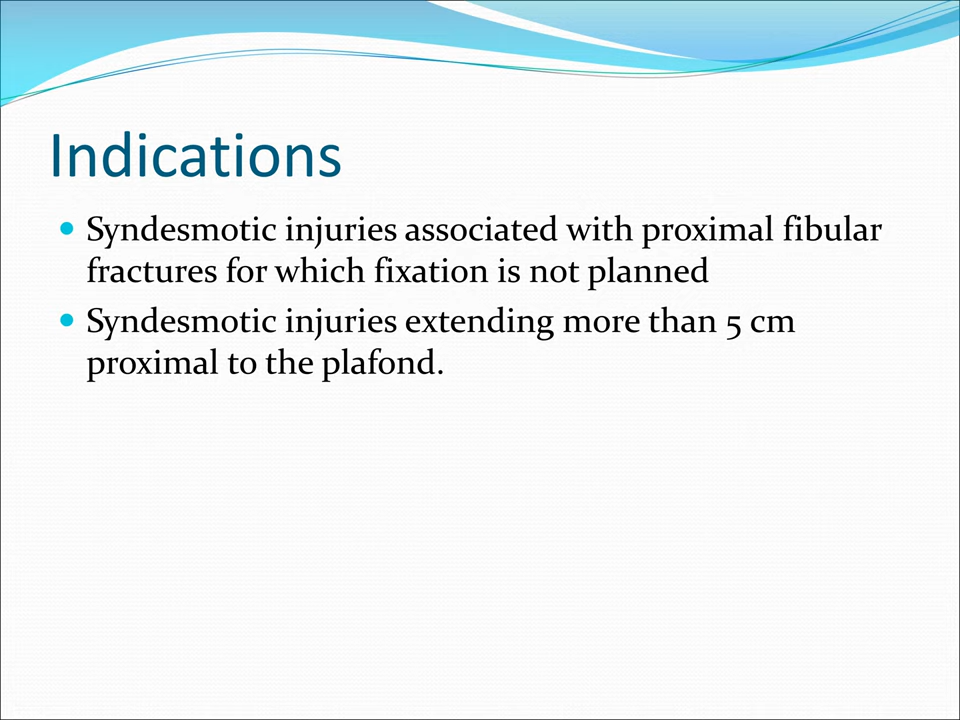 Indications
Syndesmotic injuries associated with proximal fibular
fractures for which fixation is not planned
Syndesmotic injuries extending more than 5 cm
proximal to the plafond.